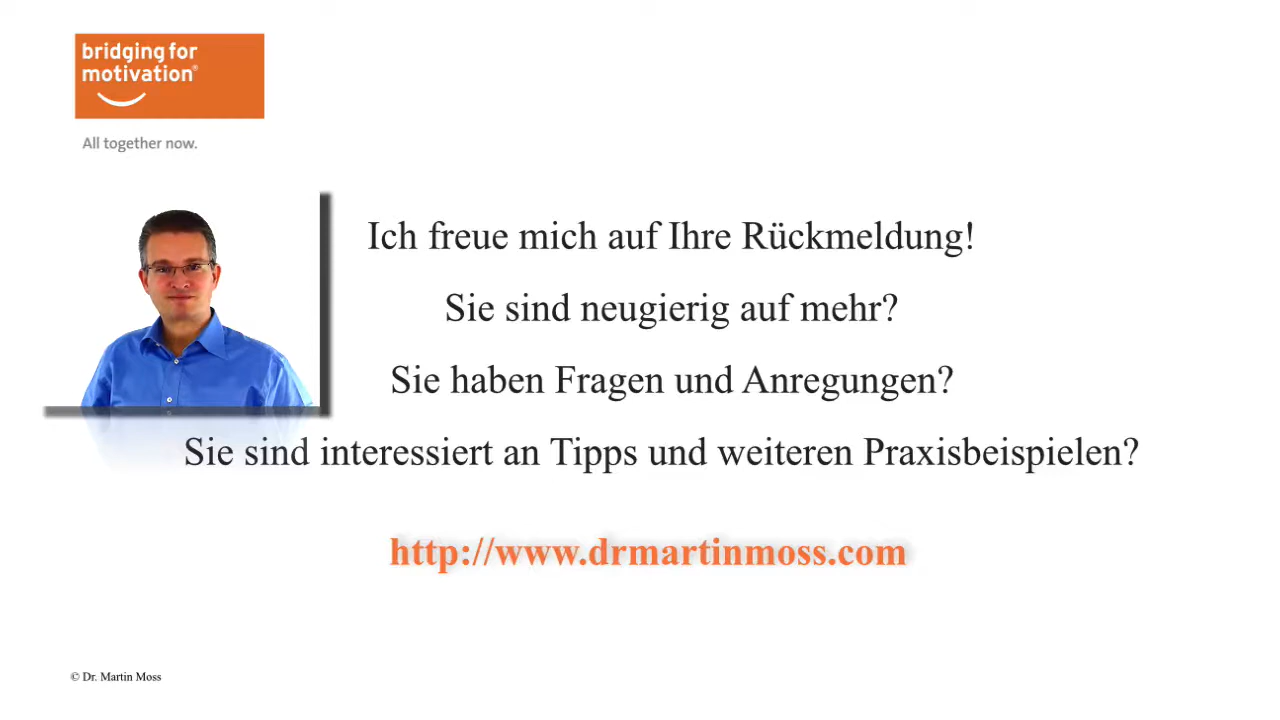 bridging for
motivation®
All together now.
Ich freue mich auf Ihre Rückmeldung!
Sie sind neugierig auf mehr?
Sie haben Fragen und Anregungen?
Sie sind interessiert an Tipps und weiteren Praxisbeispielen?
http://www.drmartinmoss.com
© Dr. Martin Moss